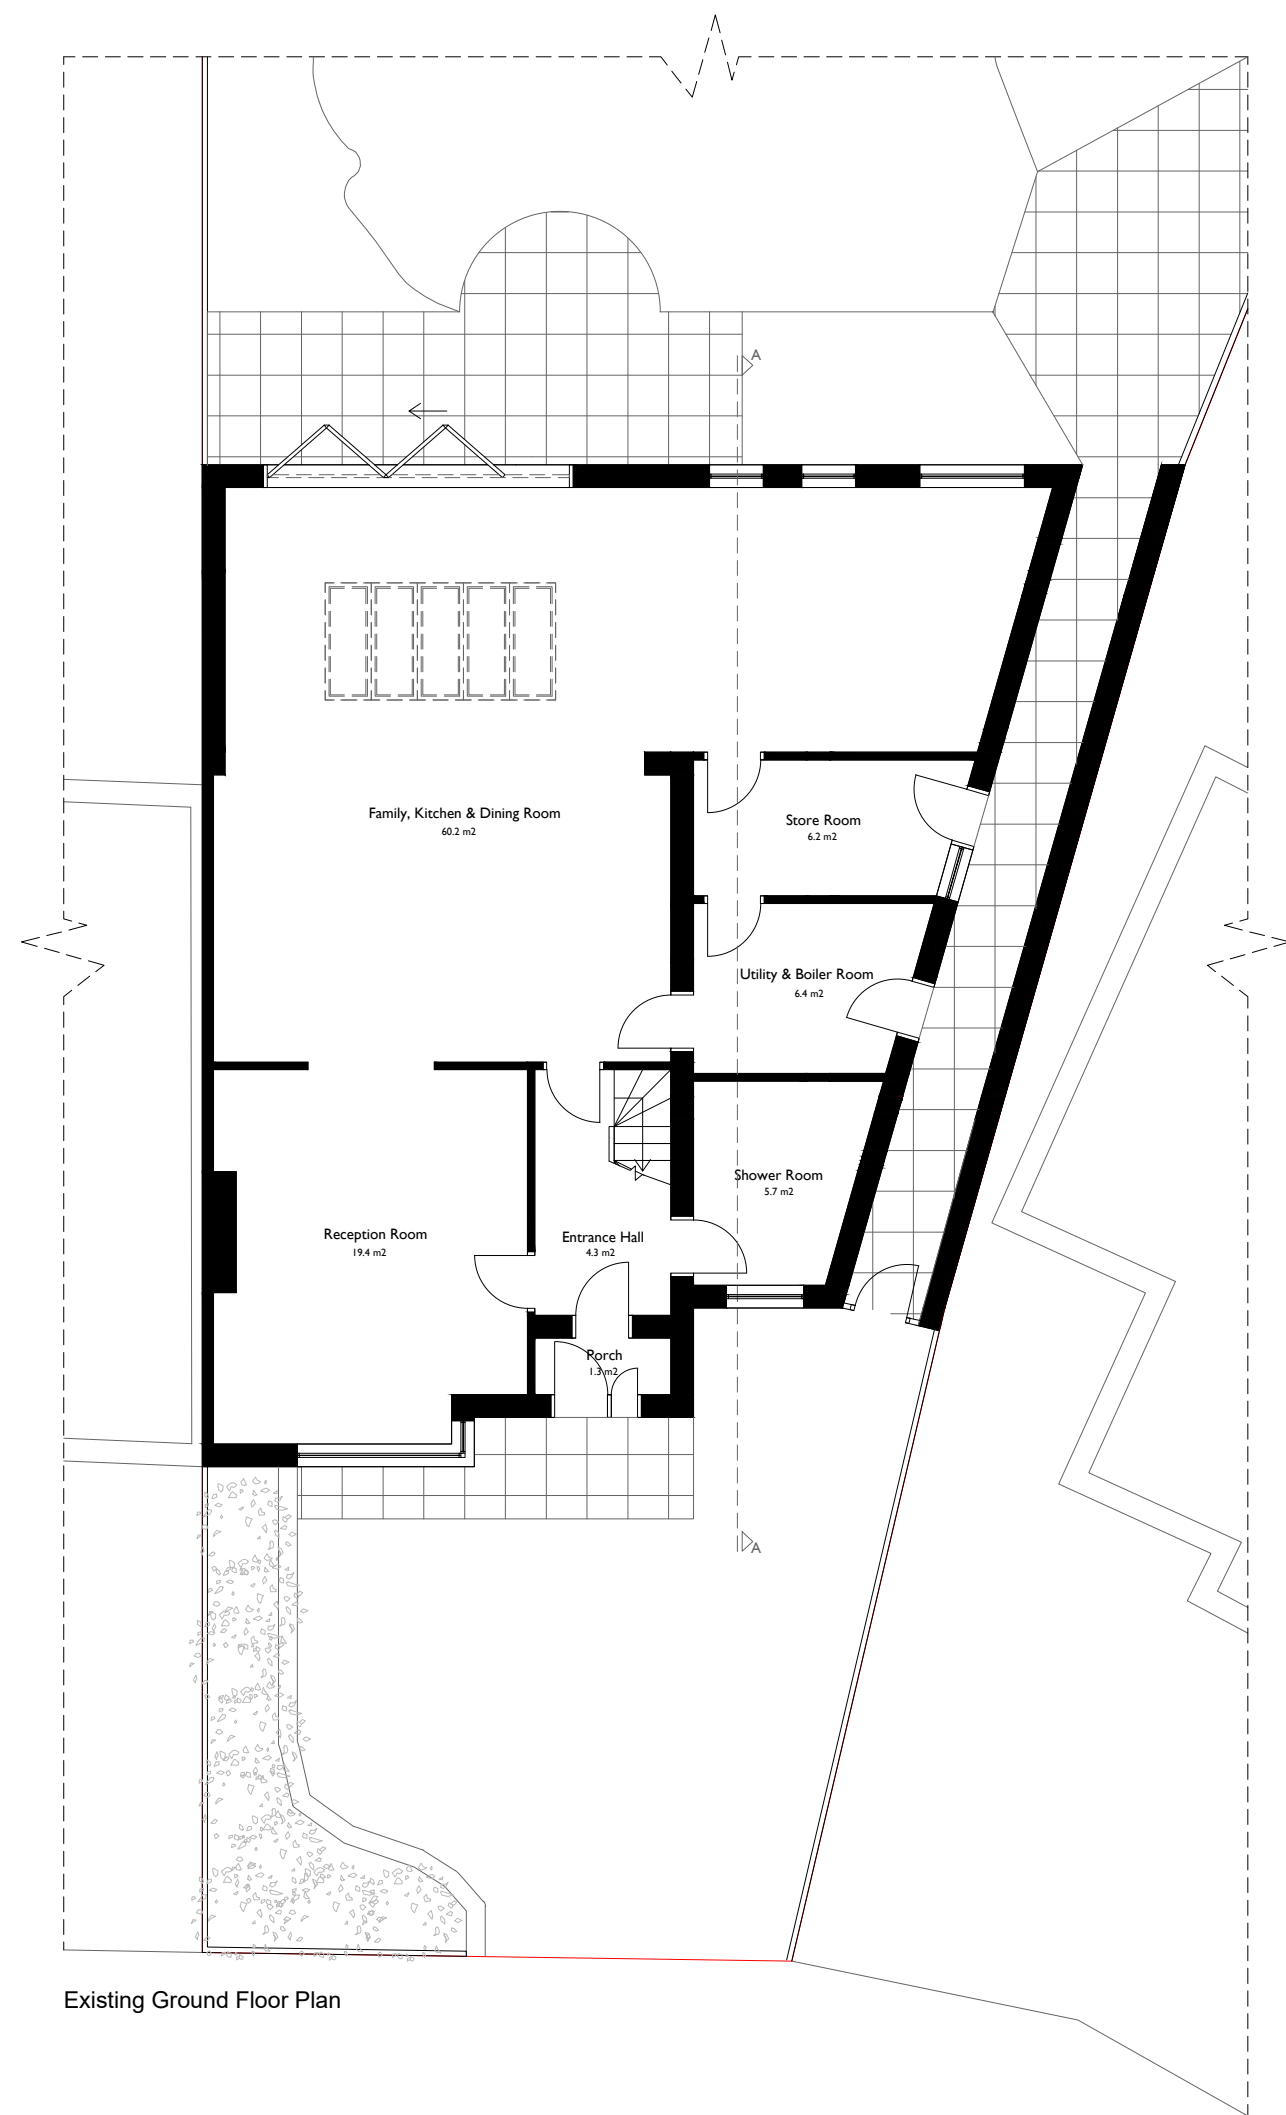 A
Family, Kitchen & Dining Room
60.2 m2
Store Room
6.2 m2
Utility & Boiler Room
6.4 m2
Shower Room
5.7 m2
Reception Room
19.4 m2
Entrance Hall
4.3 m2
Porch
1.3 m2
A
Existing Ground Floor Plan